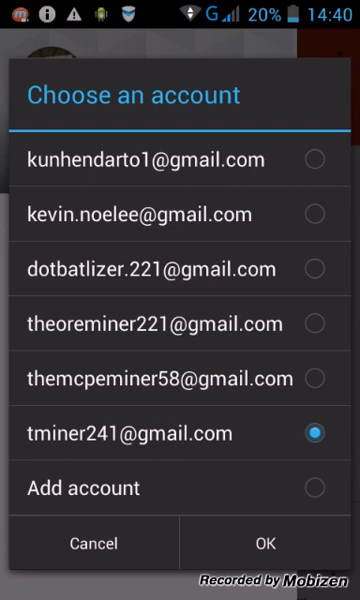 G 20% 14:40
Choose an account
kunhendarto1@gmail.com
kevin.noelee@gmail.com
dotbatlizer.221@gmail.com
theoreminer221@gmail.com
themcpeminer58@gmail.com
tminer241@gmail.com
Add account
Cancel OK
Recorded by Mobizen